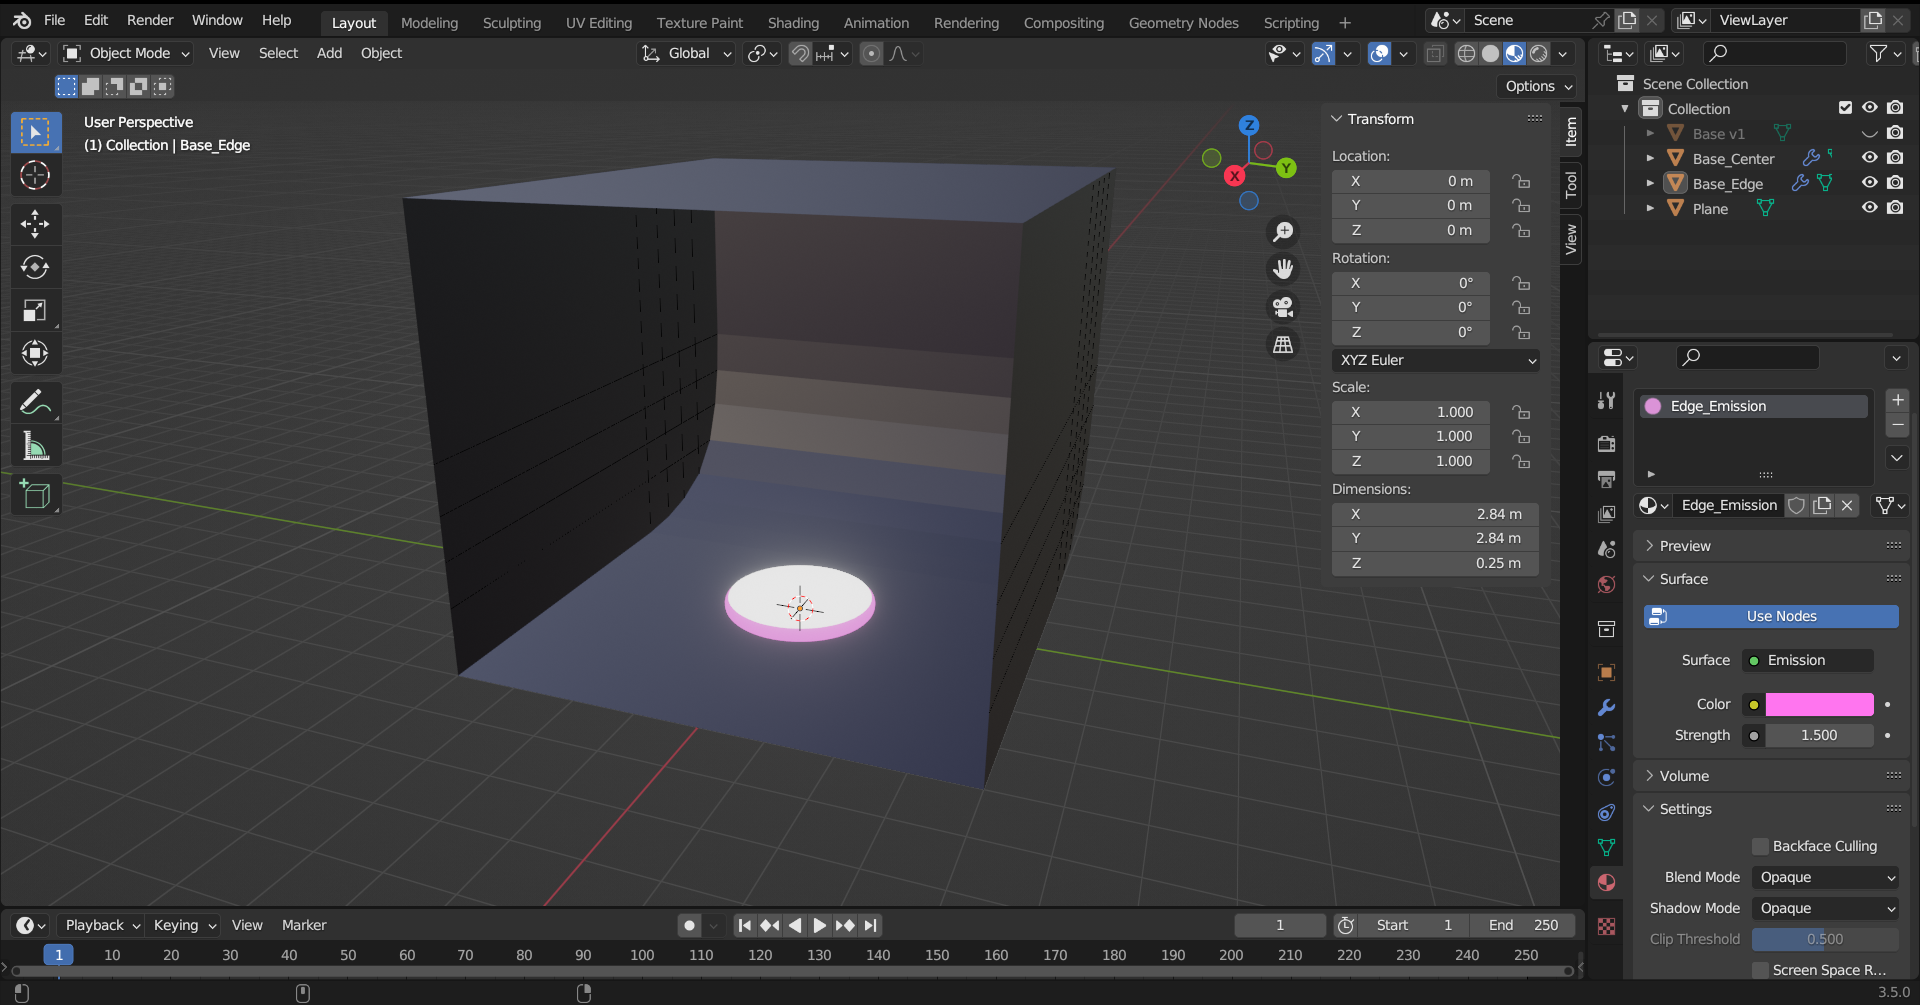 File Edit Render Window Help Layout Modeling Sculpting UV Editing Texture Paint Shading Animation Rendering Compositing Geometry Nodes Scripting + Scene ViewLayer
Object Mode View Select Add Object Global
Options
User Perspective
(1) Collection | Base_Edge
Z
Y
X
Transform
Location:
X 0 m
Y 0 m
Z 0 m
Rotation:
X 0°
Y 0°
Z 0°
XYZ Euler
Scale:
X 1.000
Y 1.000
Z 1.000
Dimensions:
X 2.84 m
Y 2.84 m
Z 0.25 m
Item
Tool
View
Scene Collection
Collection
Base v1
Base_Center
Base_Edge
Plane
Edge_Emission
Edge_Emission
Preview
Surface
Use Nodes
Surface Emission
Color
Strength 1.500
Volume
Settings
Backface Culling
Blend Mode Opaque
Shadow Mode Opaque
Clip Threshold 0.500
Screen Space R...
Playback Keying View Marker 1 Start 1 End 250
1 10 20 30 40 50 60 70 80 90 100 110 120 130 140 150 160 170 180 190 200 210 220 230 240 250
3.5.0